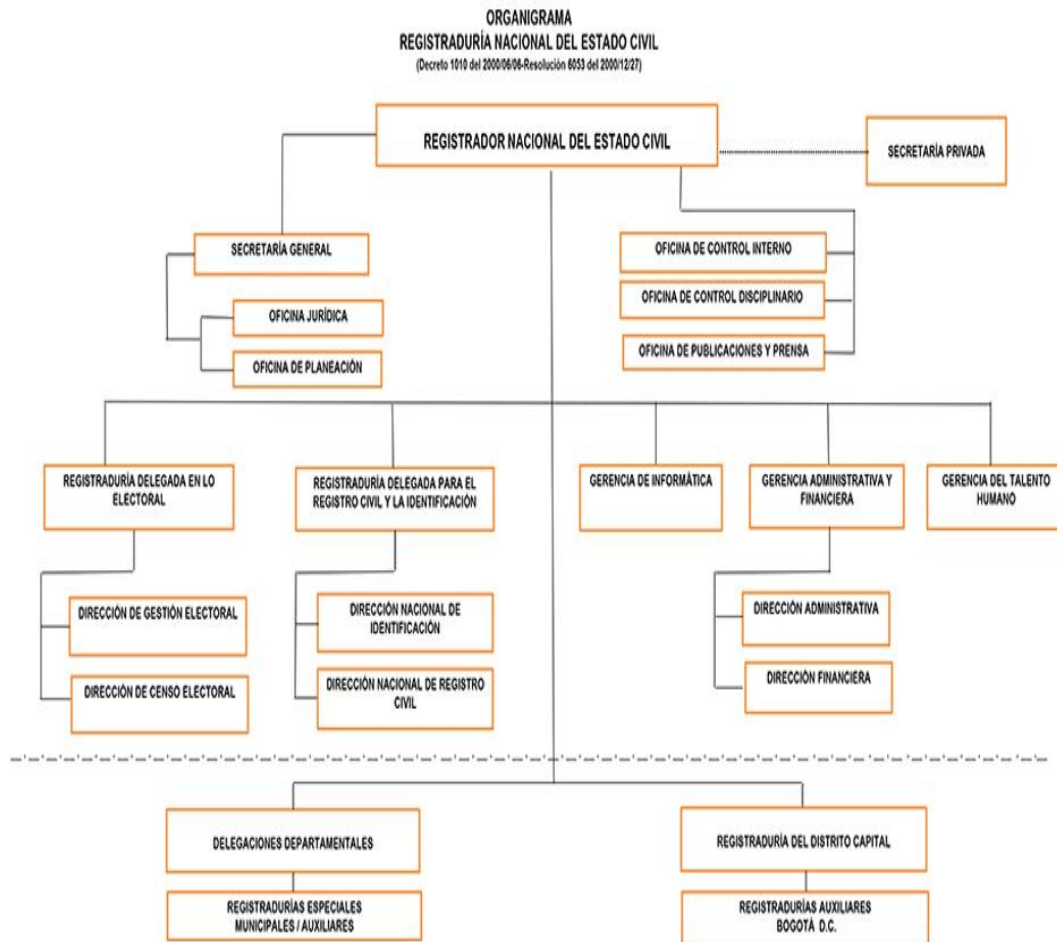 ORGANIGRAMA
REGISTRADURÍA NACIONAL DEL ESTADO CIVIL
(Decreto 1010 del 2000/06/06-Resolución 6053 del 2000/12/27)
REGISTRADOR NACIONAL DEL ESTADO CIVIL
SECRETARÍA PRIVADA
SECRETARÍA GENERAL
OFICINA JURÍDICA
OFICINA DE PLANEACIÓN
OFICINA DE CONTROL INTERNO
OFICINA DE CONTROL DISCIPLINARIO
OFICINA DE PUBLICACIONES Y PRENSA
REGISTRADURÍA DELEGADA EN LO
ELECTORAL
REGISTRADURÍA DELEGADA PARA EL
REGISTRO CIVIL Y LA IDENTIFICACIÓN
GERENCIA DE INFORMÁTICA
GERENCIA ADMINISTRATIVA Y
FINANCIERA
GERENCIA DEL TALENTO
HUMANO
DIRECCIÓN DE GESTIÓN ELECTORAL
DIRECCIÓN DE CENSO ELECTORAL
DIRECCIÓN NACIONAL DE
IDENTIFICACIÓN
DIRECCIÓN NACIONAL DE REGISTRO
CIVIL
DIRECCIÓN ADMINISTRATIVA
DIRECCIÓN FINANCIERA
DELEGACIONES DEPARTAMENTALES
REGISTRADURÍAS ESPECIALES
MUNICIPALES / AUXILIARES
REGISTRADURÍA DEL DISTRITO CAPITAL
REGISTRADURÍAS AUXILIARES
BOGOTÀ D.C.